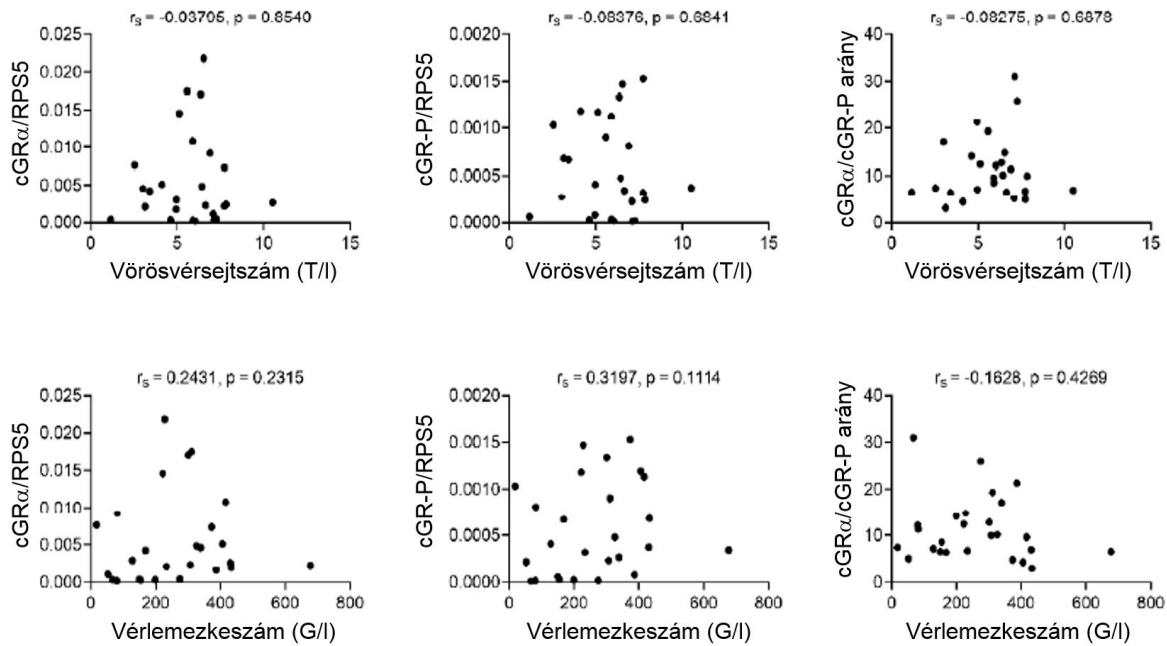 rS = -0.03705, p = 0.8540
cGRα/RPS5
0.025
0.020
0.015
0.010
0.005
0.000
0 5 10 15
Vörösvérsejtszám (T/l)
rS = -0.08376, p = 0.6841
cGR-P/RPS5
0.0020
0.0015
0.0010
0.0005
0.0000
0 5 10 15
Vörösvérsejtszám (T/l)
rS = -0.08275, p = 0.6878
cGRα/cGR-P arány
40
30
20
10
0
0 5 10 15
Vörösvérsejtszám (T/l)
rS = 0.2431, p = 0.2315
cGRα/RPS5
0.025
0.020
0.015
0.010
0.005
0.000
0 200 400 600 800
Vérlemezkeszám (G/l)
rS = 0.3197, p = 0.1114
cGR-P/RPS5
0.0020
0.0015
0.0010
0.0005
0.0000
0 200 400 600 800
Vérlemezkeszám (G/l)
rS = -0.1628, p = 0.4269
cGRα/cGR-P arány
40
30
20
10
0
0 200 400 600 800
Vérlemezkeszám (G/l)